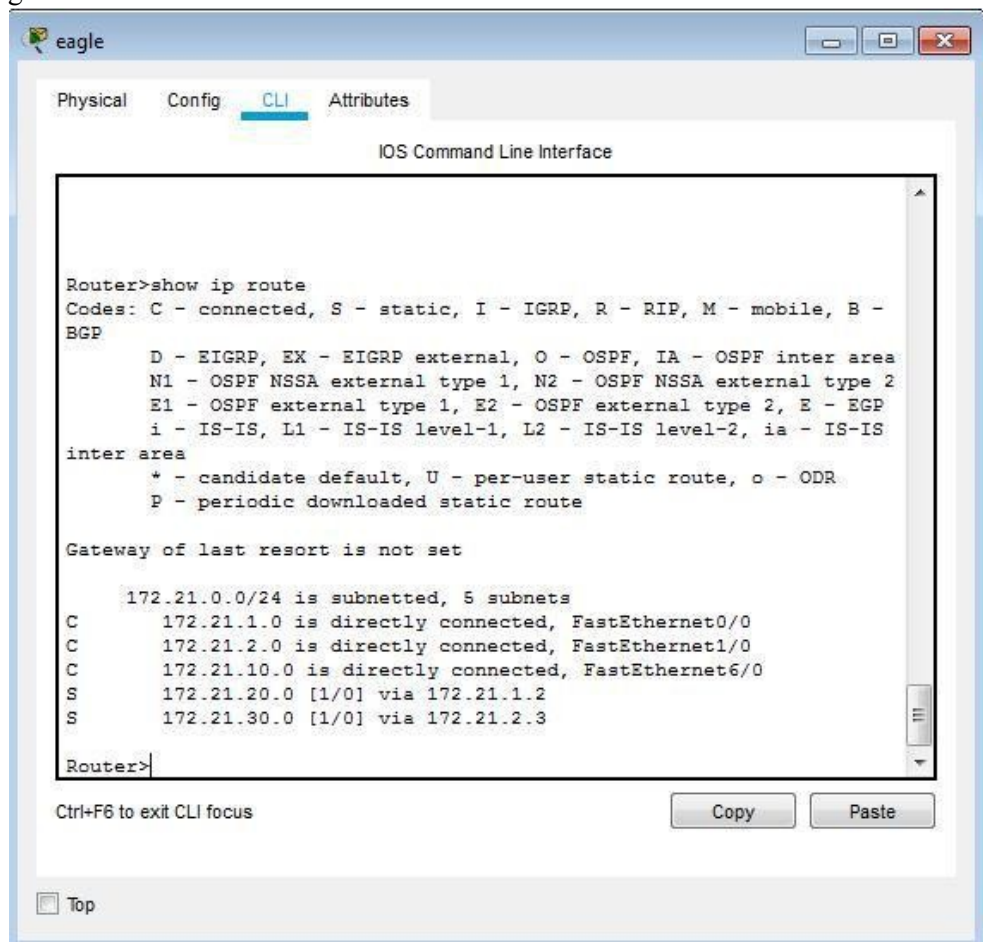 eagle
Physical Config CLI Attributes
IOS Command Line Interface
Router>show ip route
Codes: C - connected, S - static, I - IGRP, R - RIP, M - mobile, B -
BGP
D - EIGRP, EX - EIGRP external, O - OSPF, IA - OSPF inter area
N1 - OSPF NSSA external type 1, N2 - OSPF NSSA external type 2
E1 - OSPF external type 1, E2 - OSPF external type 2, E - EGP
i - IS-IS, L1 - IS-IS level-1, L2 - IS-IS level-2, ia - IS-IS
inter area
* - candidate default, U - per-user static route, o - ODR
P - periodic downloaded static route
Gateway of last resort is not set
172.21.0.0/24 is subnetted, 5 subnets
C 172.21.1.0 is directly connected, FastEthernet0/0
C 172.21.2.0 is directly connected, FastEthernet1/0
C 172.21.10.0 is directly connected, FastEthernet6/0
S 172.21.20.0 [1/0] via 172.21.1.2
S 172.21.30.0 [1/0] via 172.21.2.3
Router>
Ctrl+F6 to exit CLI focus Copy Paste
Top